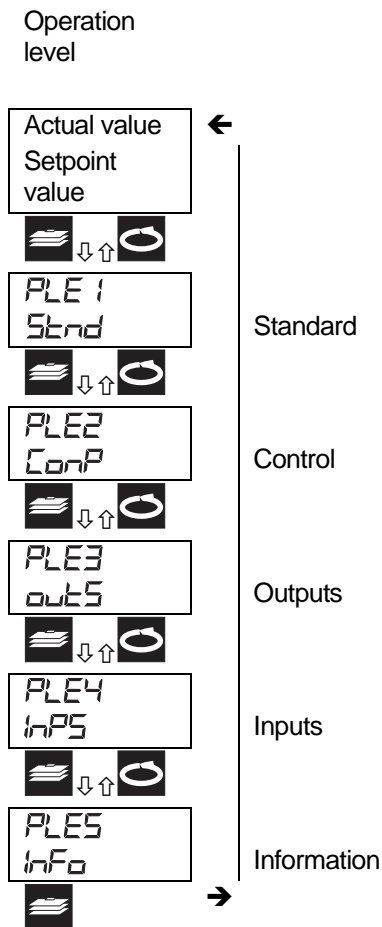 Operation
level
Actual value
Setpoint
value
PLE1
Stnd
Standard
PLE2
ConP
Control
PLE3
outS
Outputs
PLE4
InPS
Inputs
PLE5
InFo
Information